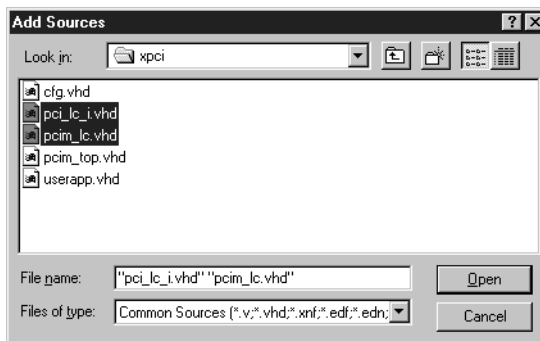 Add Sources
Look in: xpci
cfg.vhd
pci_lc_i.vhd
pcim_lc.vhd
pcim_top.vhd
userapp.vhd
File name: "pci_lc_i.vhd" "pcim_lc.vhd" Open
Files of type: Common Sources (*.v;*.vhd;*.xnf;*.edf;*.edn; Cancel